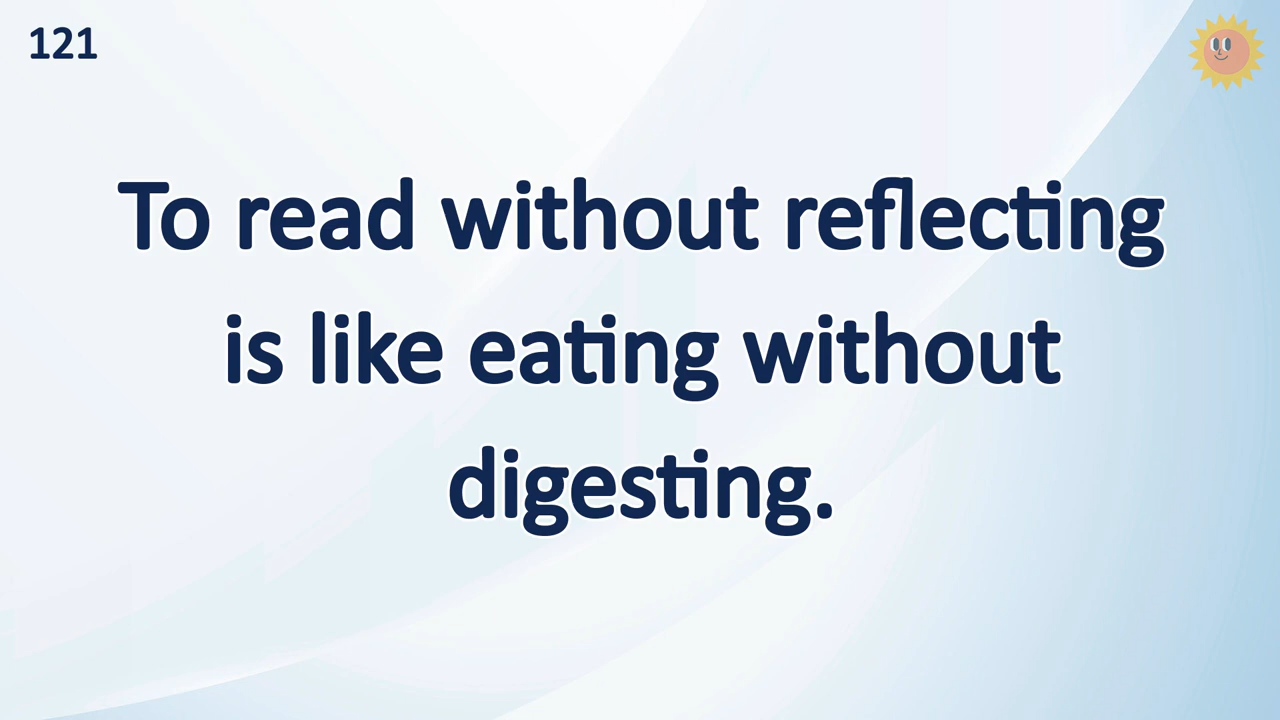 121
To read without reflecting
is like eating without
digesting.